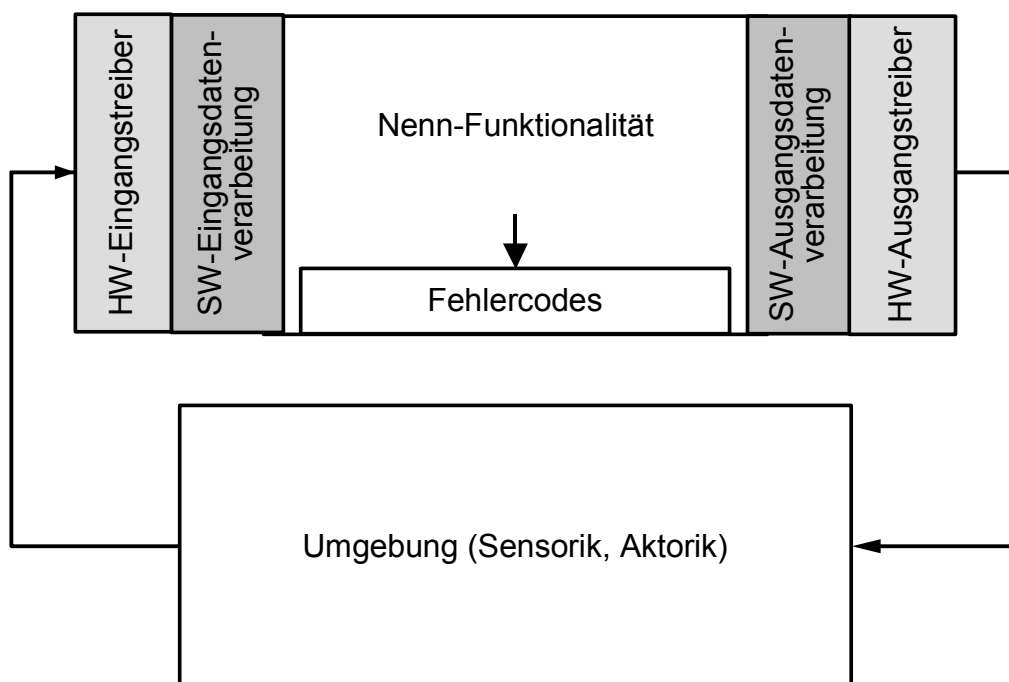 HW-Eingangstreiber
SW-Eingangsdaten-
verarbeitung
Nenn-Funktionalität
Fehlercodes
SW-Ausgangsdaten-
verarbeitung
HW-Ausgangstreiber
Umgebung (Sensorik, Aktorik)